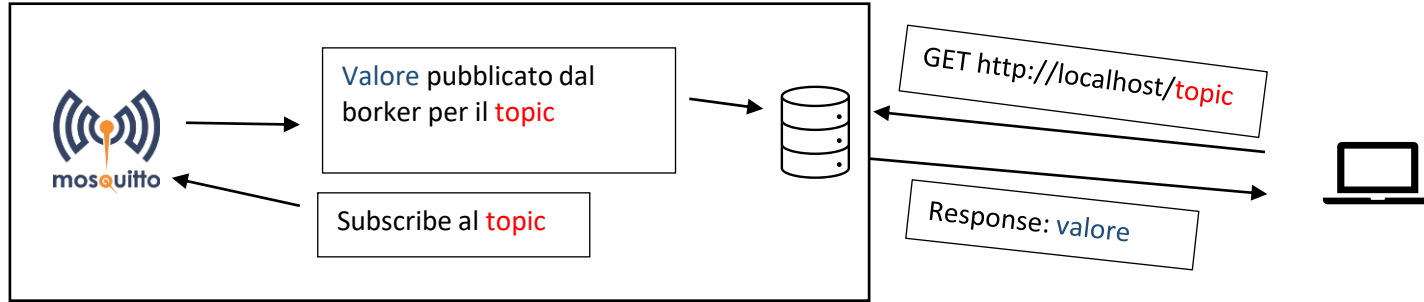 mosquitto
Valore pubblicato dal
borker per il topic
Subscribe al topic
GET http://localhost/topic
Response: valore